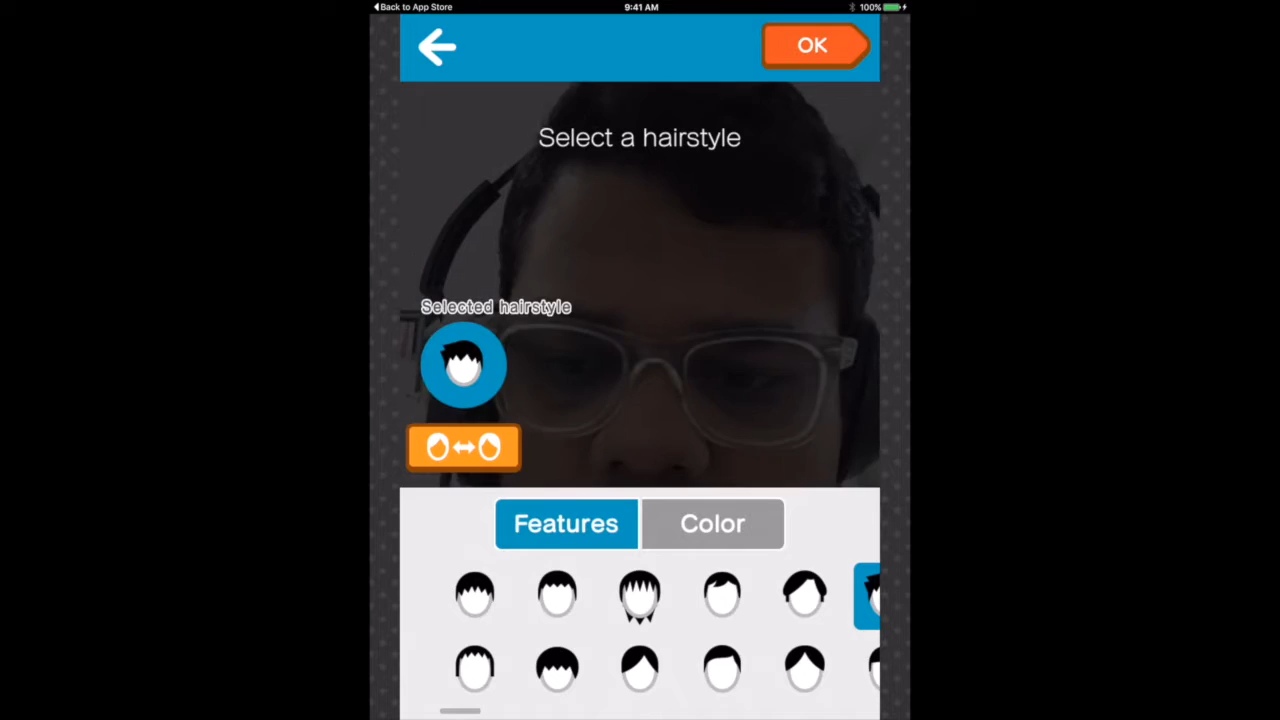 Back to App Store
9:41 AM
100%
OK
Select a hairstyle
Selected hairstyle
Features
Color